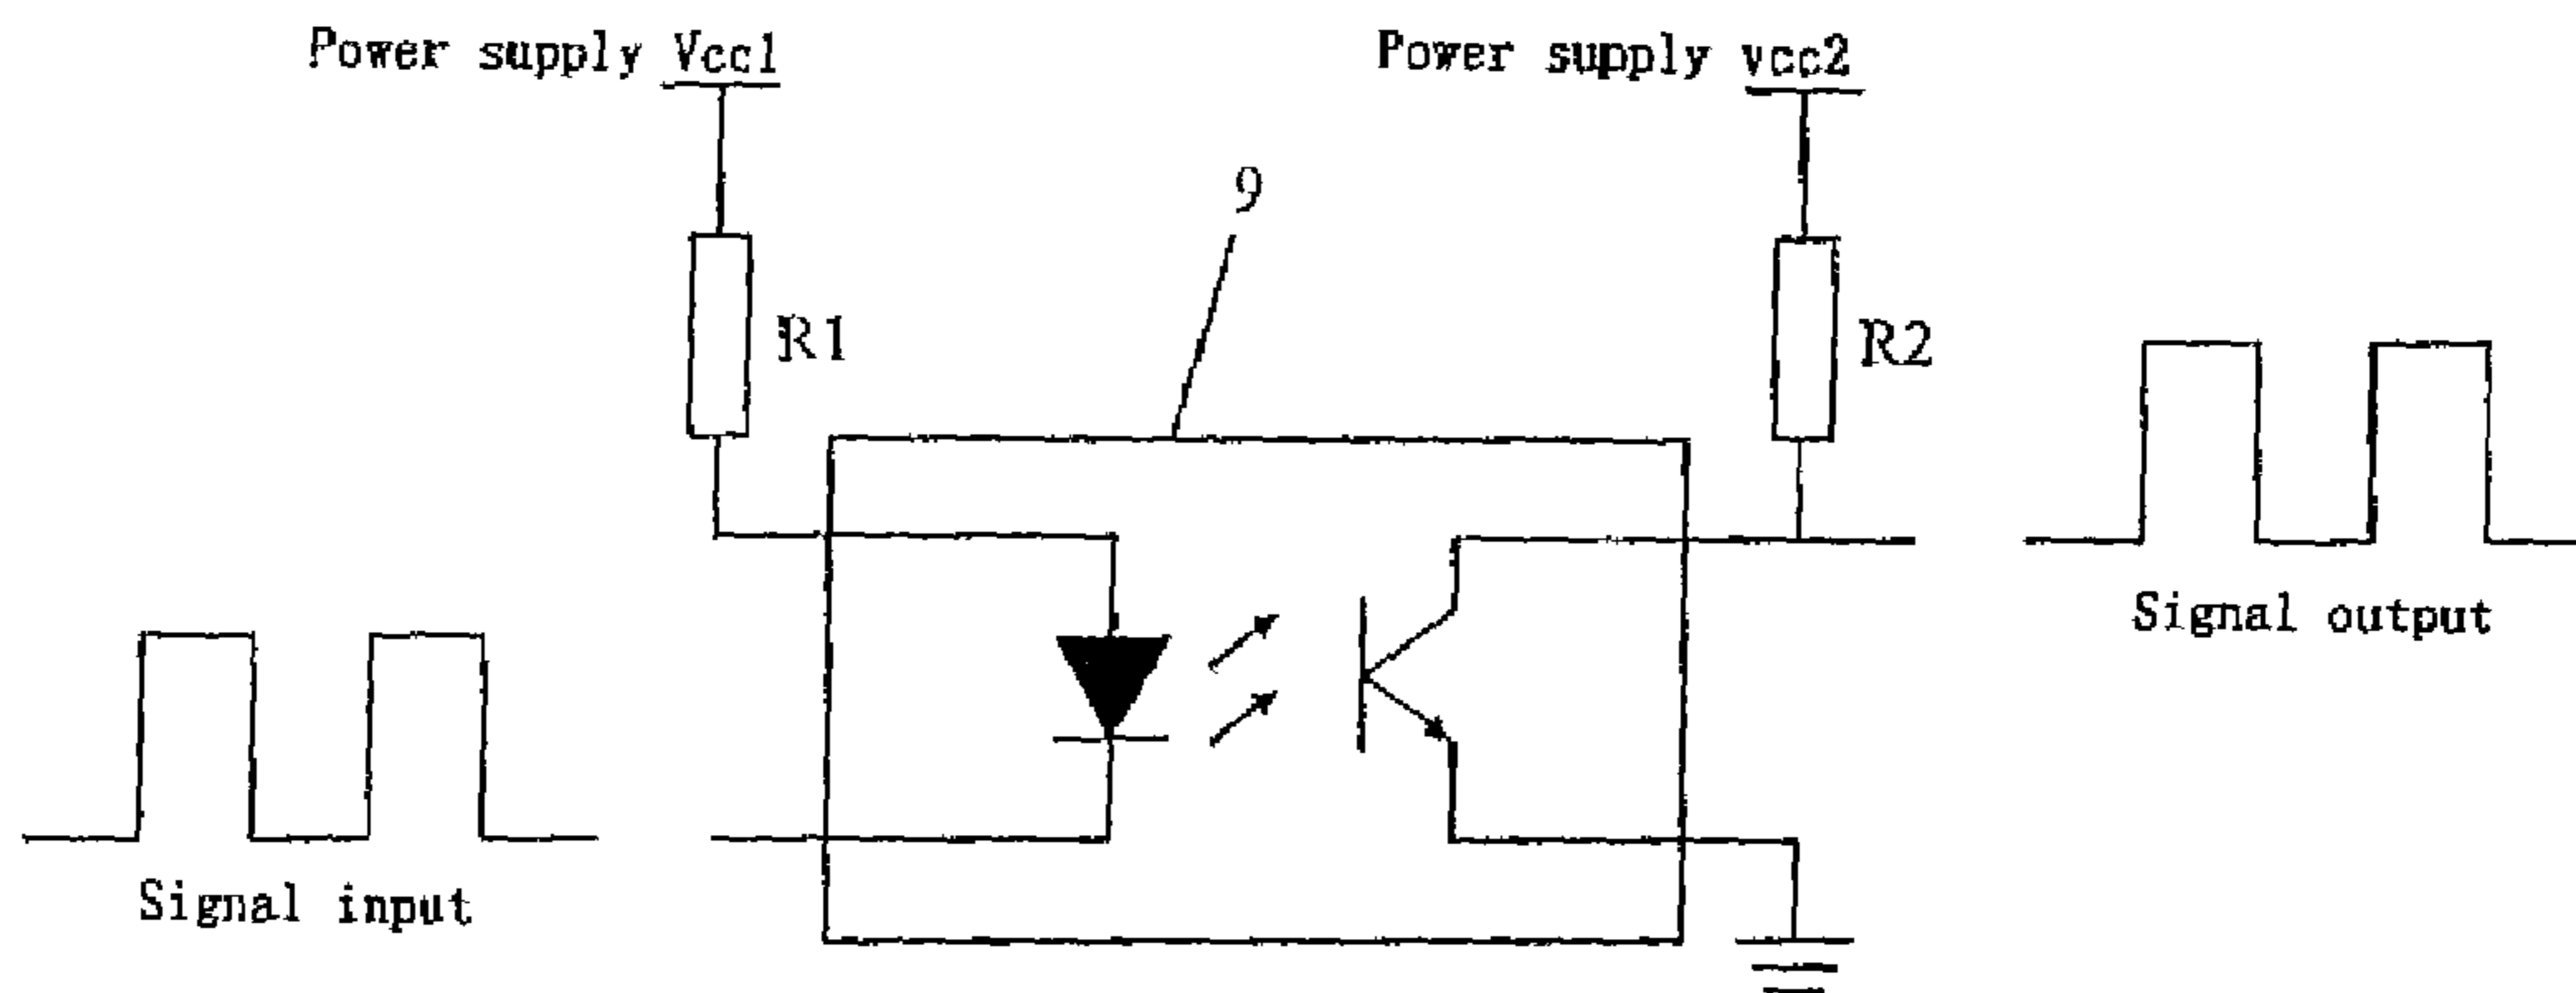 Power supply Vcc1
Power supply vcc2
9
R1
R2
Signal output
Signal input